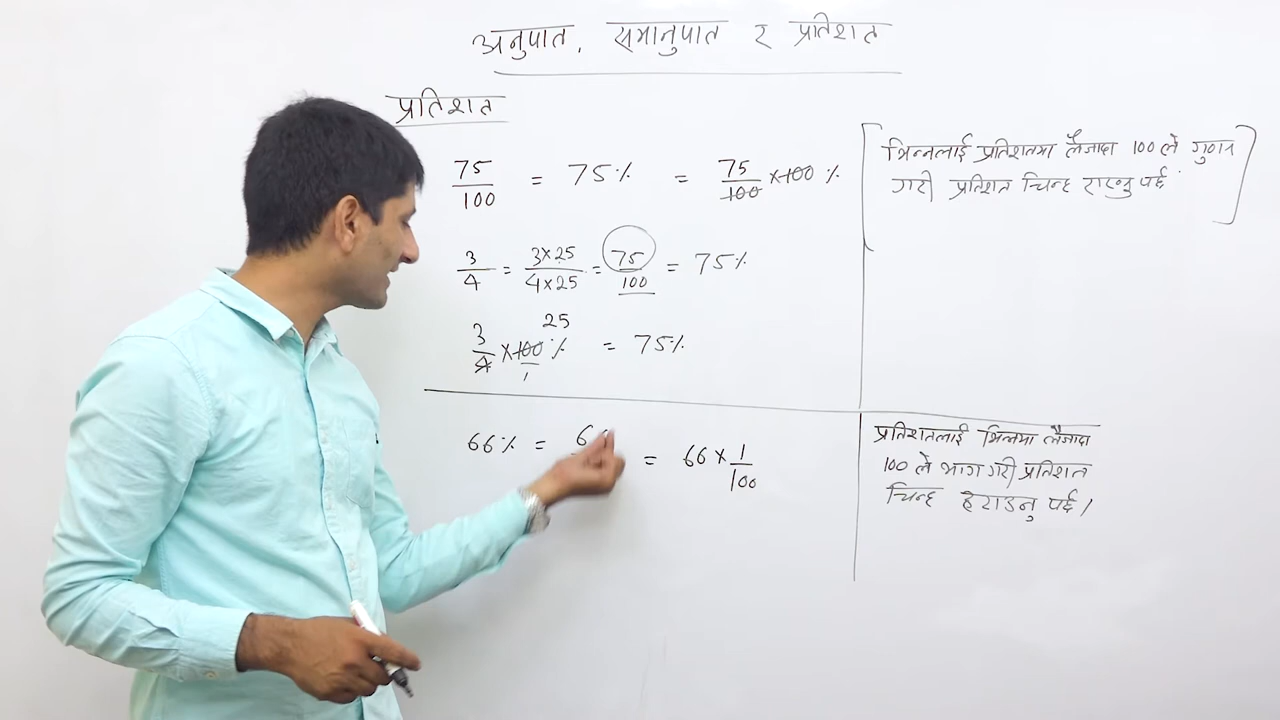 अनुपात, समानुपात र प्रतिशत
प्रतिशत
75/100 = 75% = 75/100 × 100 %
3/4 = 3×25/4×25 = 75/100 = 75%
25
3/4 × 100/1 % = 75%
66% = 6 = 66 × 1/100
भिन्नलाई प्रतिशतमा लैजादा 100 ले गुणन
गरी प्रतिशत चिन्ह राख्नु पर्छ
प्रतिशतलाई भिन्नमा लैजादा
100 ले भाग गरी प्रतिशत
चिन्ह हटाउनु पर्छ।